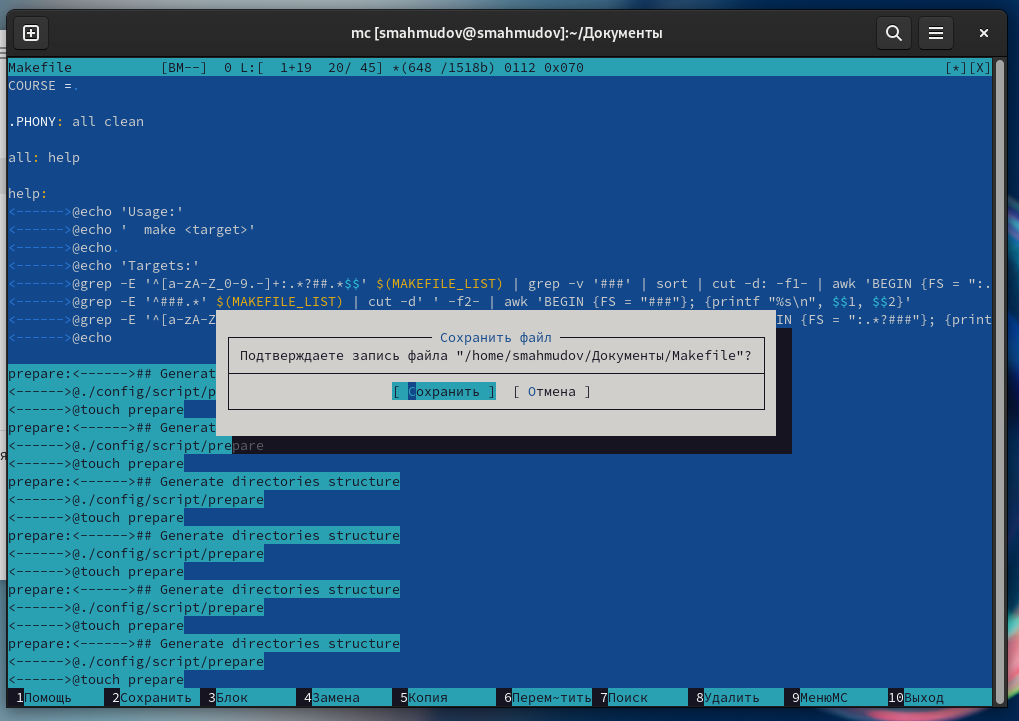 mc [smahmudov@smahmudov]:~/Документы
Makefile [BM--] 0 L:[ 1+19 20/ 45] *(648 /1518b) 0112 0x070 [*][X]
COURSE =.
.PHONY: all clean
all: help
help:
<------>@echo 'Usage:'
<------>@echo '  make <target>'
<------>@echo.
<------>@echo 'Targets:'
<------>@grep -E '^[a-zA-Z_0-9.-]+:.*?##.*$$' $(MAKEFILE_LIST) | grep -v '###' | sort | cut -d: -f1- | awk 'BEGIN {FS = ":.
<------>@grep -E '^###.*' $(MAKEFILE_LIST) | cut -d' ' -f2- | awk 'BEGIN {FS = "###"}; {printf "%s\n", $$1, $$2}'
<------>@grep -E '^[a-zA-Z IN {FS = ":.*?###"}; {print
<------>@echo
Сохранить файл
Подтверждаете запись файла "/home/smahmudov/Документы/Makefile"?
[ Сохранить ] [ Отмена ]
prepare:<------>## Generat
<------>@./config/script/p
<------>@touch prepare
prepare:<------>## Generat
<------>@./config/script/prepare
<------>@touch prepare
prepare:<------>## Generate directories structure
<------>@./config/script/prepare
<------>@touch prepare
prepare:<------>## Generate directories structure
<------>@./config/script/prepare
<------>@touch prepare
prepare:<------>## Generate directories structure
<------>@./config/script/prepare
<------>@touch prepare
prepare:<------>## Generate directories structure
<------>@./config/script/prepare
<------>@touch prepare
1Помощь 2Сохранить 3Блок 4Замена 5Копия 6Перем~тить 7Поиск 8Удалить 9МенюMC 10Выход